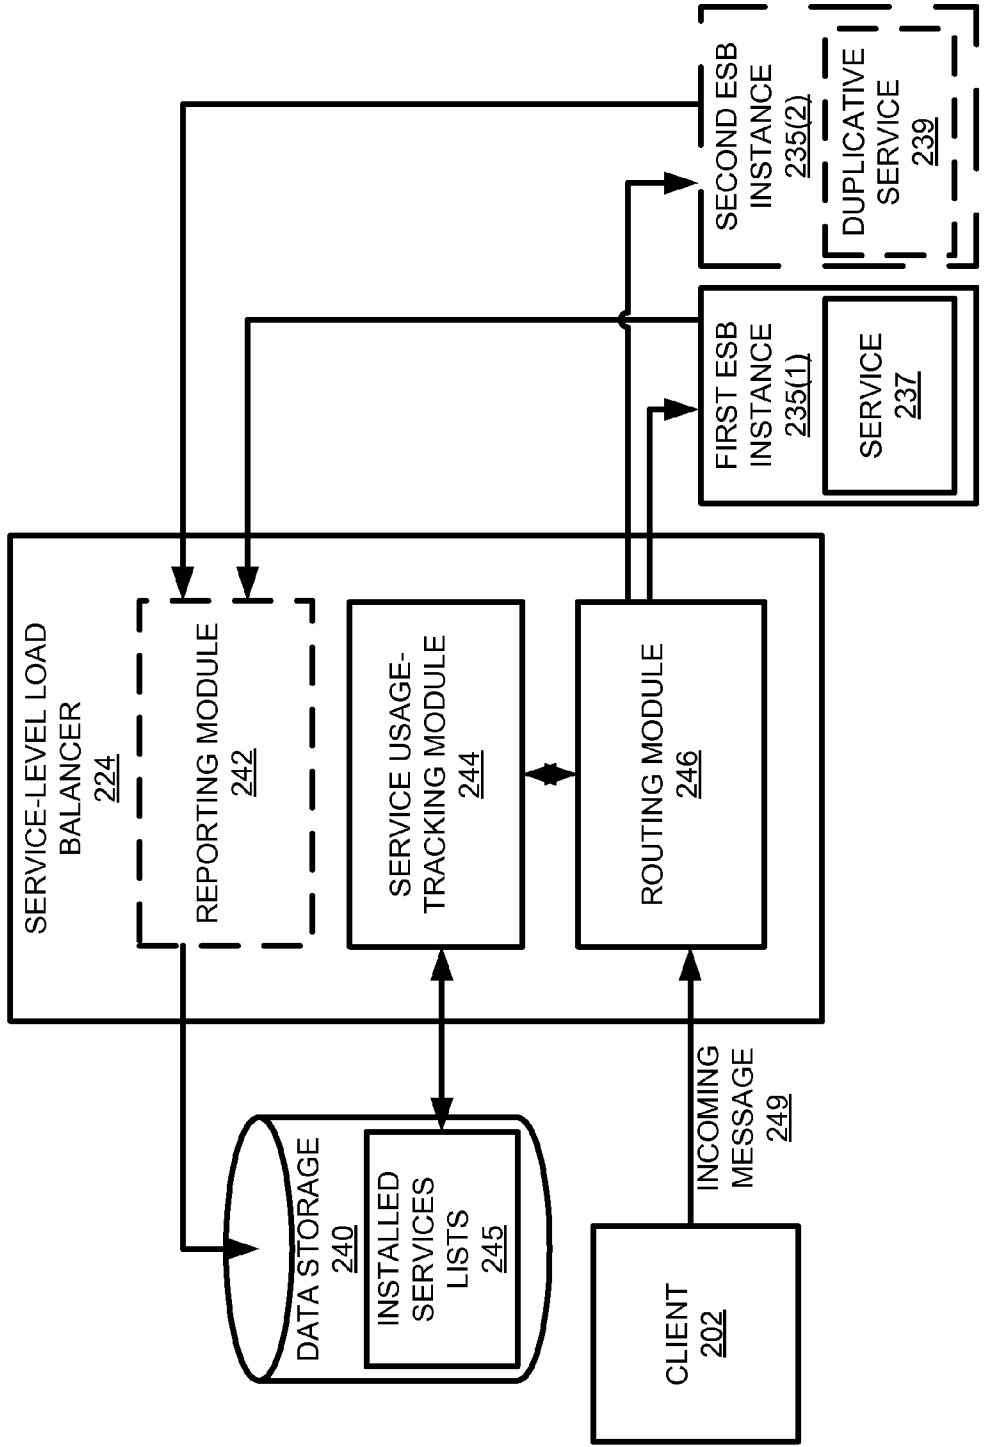 SERVICE-LEVEL LOAD
BALANCER
224
REPORTING MODULE
242
SERVICE USAGE-
TRACKING MODULE
244
ROUTING MODULE
246
DATA STORAGE
240
INSTALLED
SERVICES
LISTS
245
CLIENT
202
INCOMING
MESSAGE
249
FIRST ESB
INSTANCE
235(1)
SERVICE
237
SECOND ESB
INSTANCE
235(2)
DUPLICATIVE
SERVICE
239